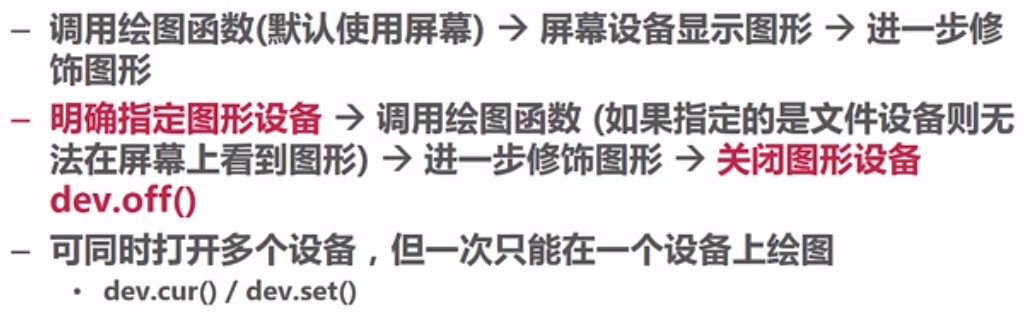 – 调用绘图函数(默认使用屏幕) → 屏幕设备显示图形 → 进一步修
饰图形
– 明确指定图形设备 → 调用绘图函数 (如果指定的是文件设备则无
法在屏幕上看到图形) → 进一步修饰图形 → 关闭图形设备
dev.off()
– 可同时打开多个设备，但一次只能在一个设备上绘图
• dev.cur() / dev.set()